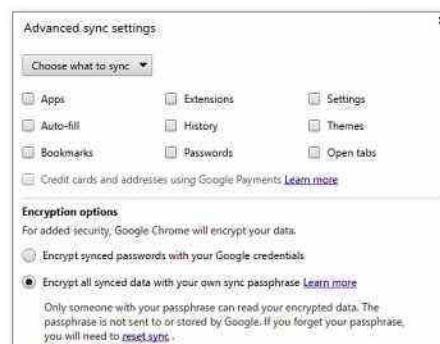 Advanced sync settings
Choose what to sync
Apps Extensions Settings
Auto-fill History Themes
Bookmarks Passwords Open tabs
Credit cards and addresses using Google Payments Learn more
Encryption options
For added security, Google Chrome will encrypt your data.
Encrypt synced passwords with your Google credentials
Encrypt all synced data with your own sync passphrase Learn more
Only someone with your passphrase can read your encrypted data. The
passphrase is not sent to or stored by Google. If you forget your passphrase,
you will need to reset sync.